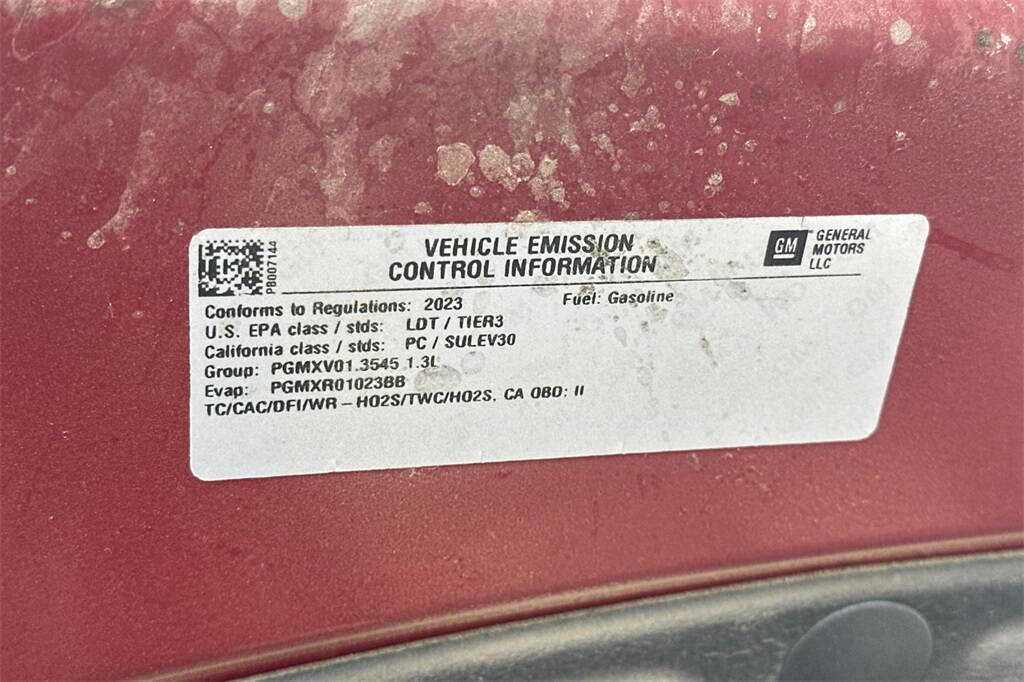 PB007144
VEHICLE EMISSION
CONTROL INFORMATION
GM
GENERAL
MOTORS
LLC
Conforms to Regulations: 2023 Fuel: Gasoline
U.S. EPA class / stds: LDT / TIER3
California class / stds: PC / SULEV30
Group: PGMXV01.3545 1.3L
Evap: PGMXR01023BB
TC/CAC/DFI/WR – HO2S/TWC/HO2S, CA OBD: II